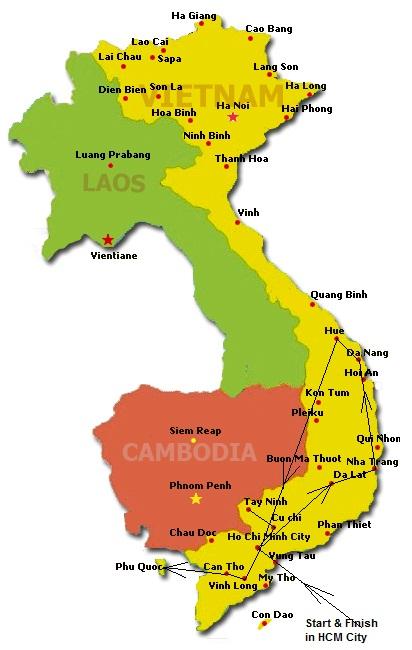 Ha Giang
Cao Bang
Lao Cai
Sapa
Lai Chau
Lang Son
Dien Bien
Son La
VIETNAM
Ha Long
Ha Noi
Hoa Binh
Hai Phong
Ninh Binh
Luang Prabang
Thanh Hoa
LAOS
Vinh
Vientiane
Quang Binh
Hue
Da Nang
Hoi An
Kon Tum
Pleiku
Siem Reap
Qui Nhon
CAMBODIA
Buon Ma Thuot
Nha Trang
Da Lat
Phnom Penh
Tay Ninh
Cu chi
Phan Thiet
Chau Doc
Ho Chi Minh City
Vung Tau
Phu Quoc
Can Tho
Vinh Long
My Tho
Con Dao
Start & Finish
in HCM City